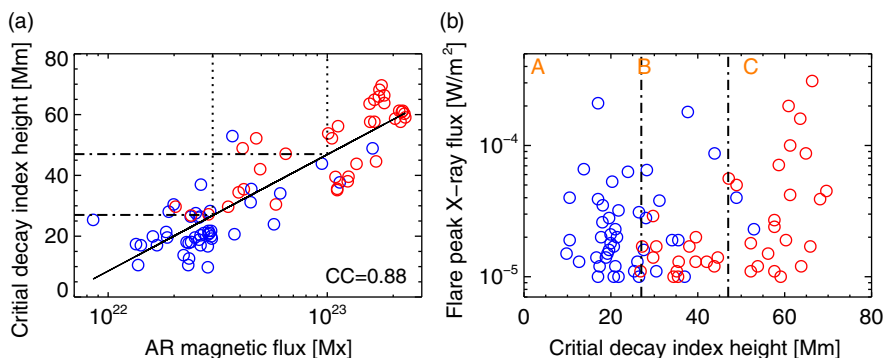 (a)
(b)
Critial decay index height [Mm]
80
60
40
20
0
10^22
10^23
CC=0.88
AR magnetic flux [Mx]
Flare peak X−ray flux [W/m^2]
A
B
C
10^-4
10^-5
0
20
40
60
80
Critial decay index height [Mm]